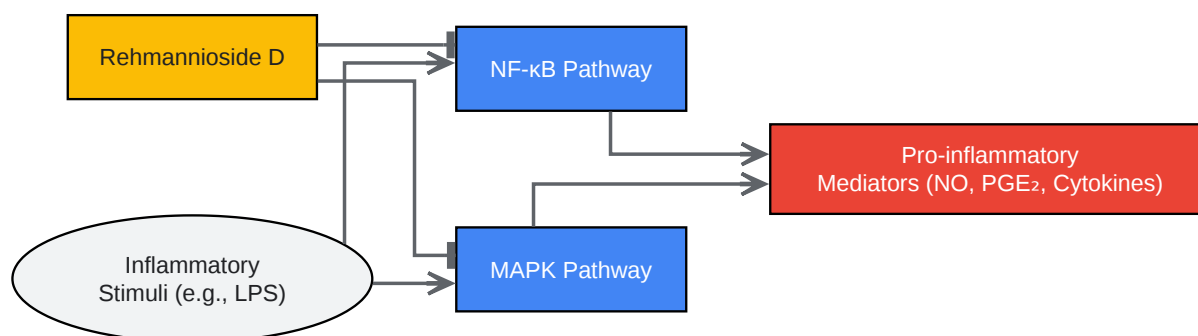 Rehmannioside D
NF-κB Pathway
Pro-inflammatory
Mediators (NO, PGE₂, Cytokines)
Inflammatory
Stimuli (e.g., LPS)
MAPK Pathway